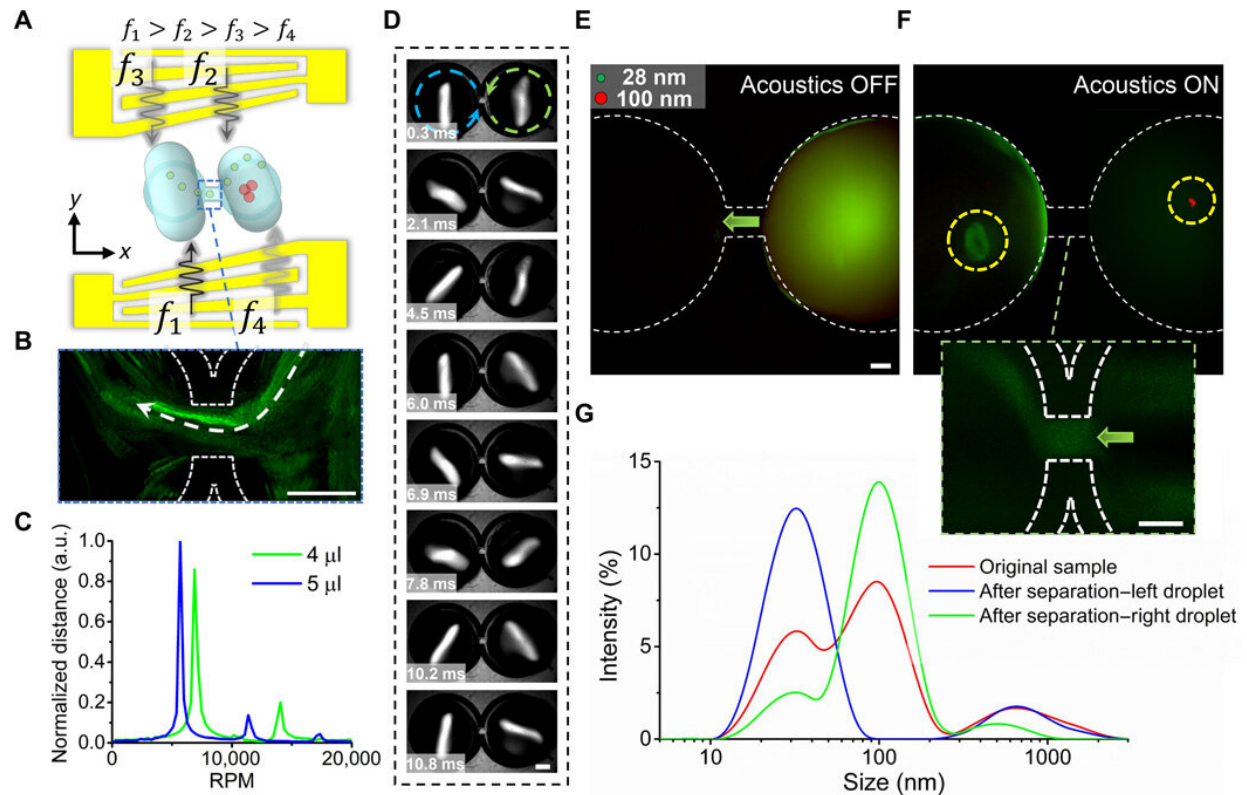 A
f₁ > f₂ > f₃ > f₄
f₃
f₂
y
x
f₁
f₄
B
C
Normalized distance (a.u.)
1.0
0.8
0.6
0.4
0.2
0.0
4 μl
5 μl
0
10,000
20,000
RPM
D
0.3 ms
2.1 ms
4.5 ms
6.0 ms
6.9 ms
7.8 ms
10.2 ms
10.8 ms
E
28 nm
100 nm
Acoustics OFF
F
Acoustics ON
G
Intensity (%)
15
10
5
0
10
100
1000
Size (nm)
Original sample
After separation–left droplet
After separation–right droplet